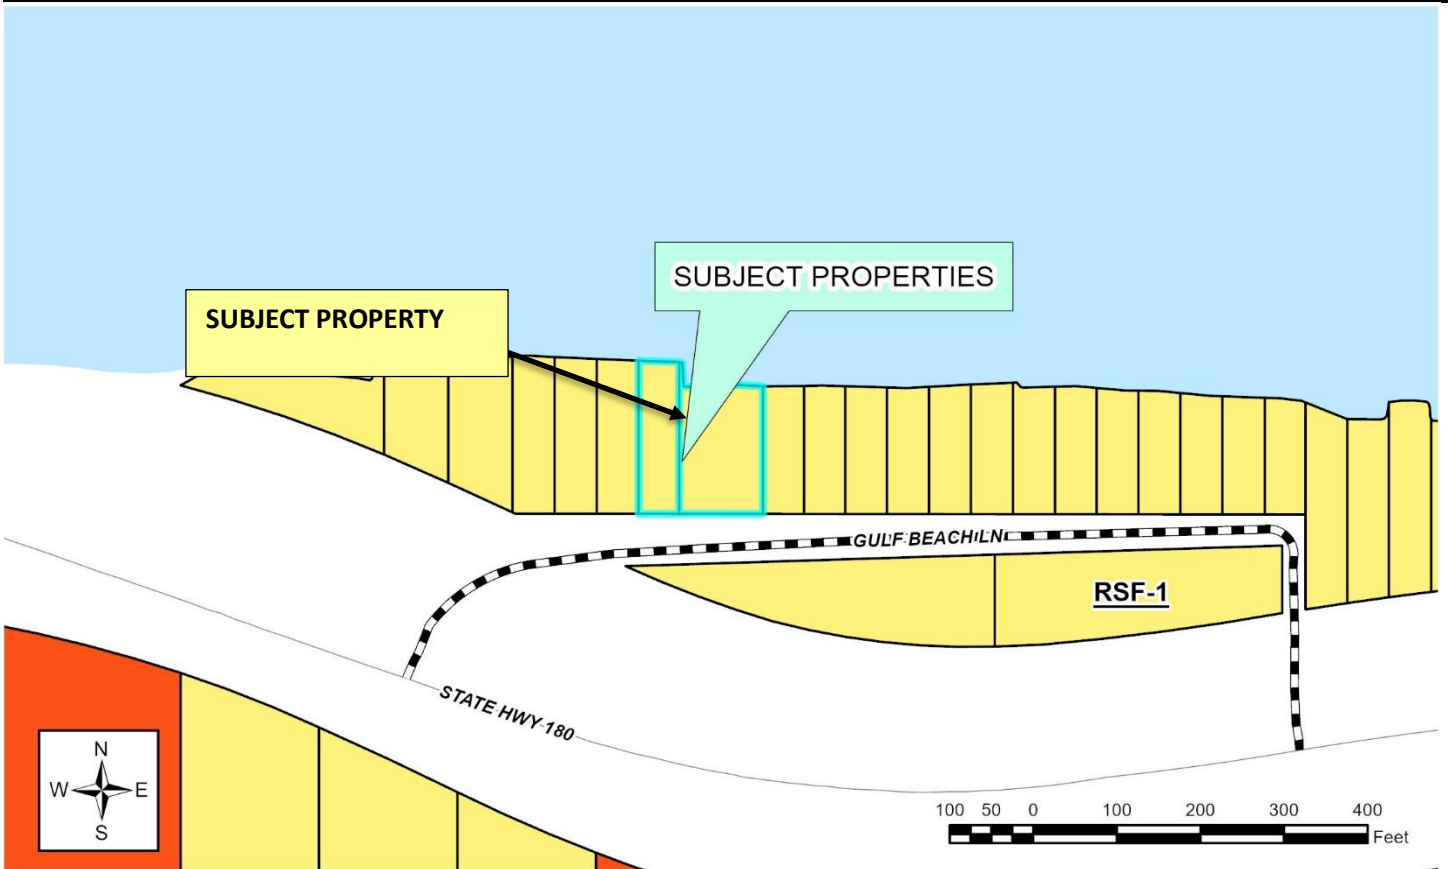 SUBJECT PROPERTIES
SUBJECT PROPERTY
GULF BEACH LN
RSF-1
STATE HWY 180
N
W E
S
100 50 0 100 200 300 400
Feet